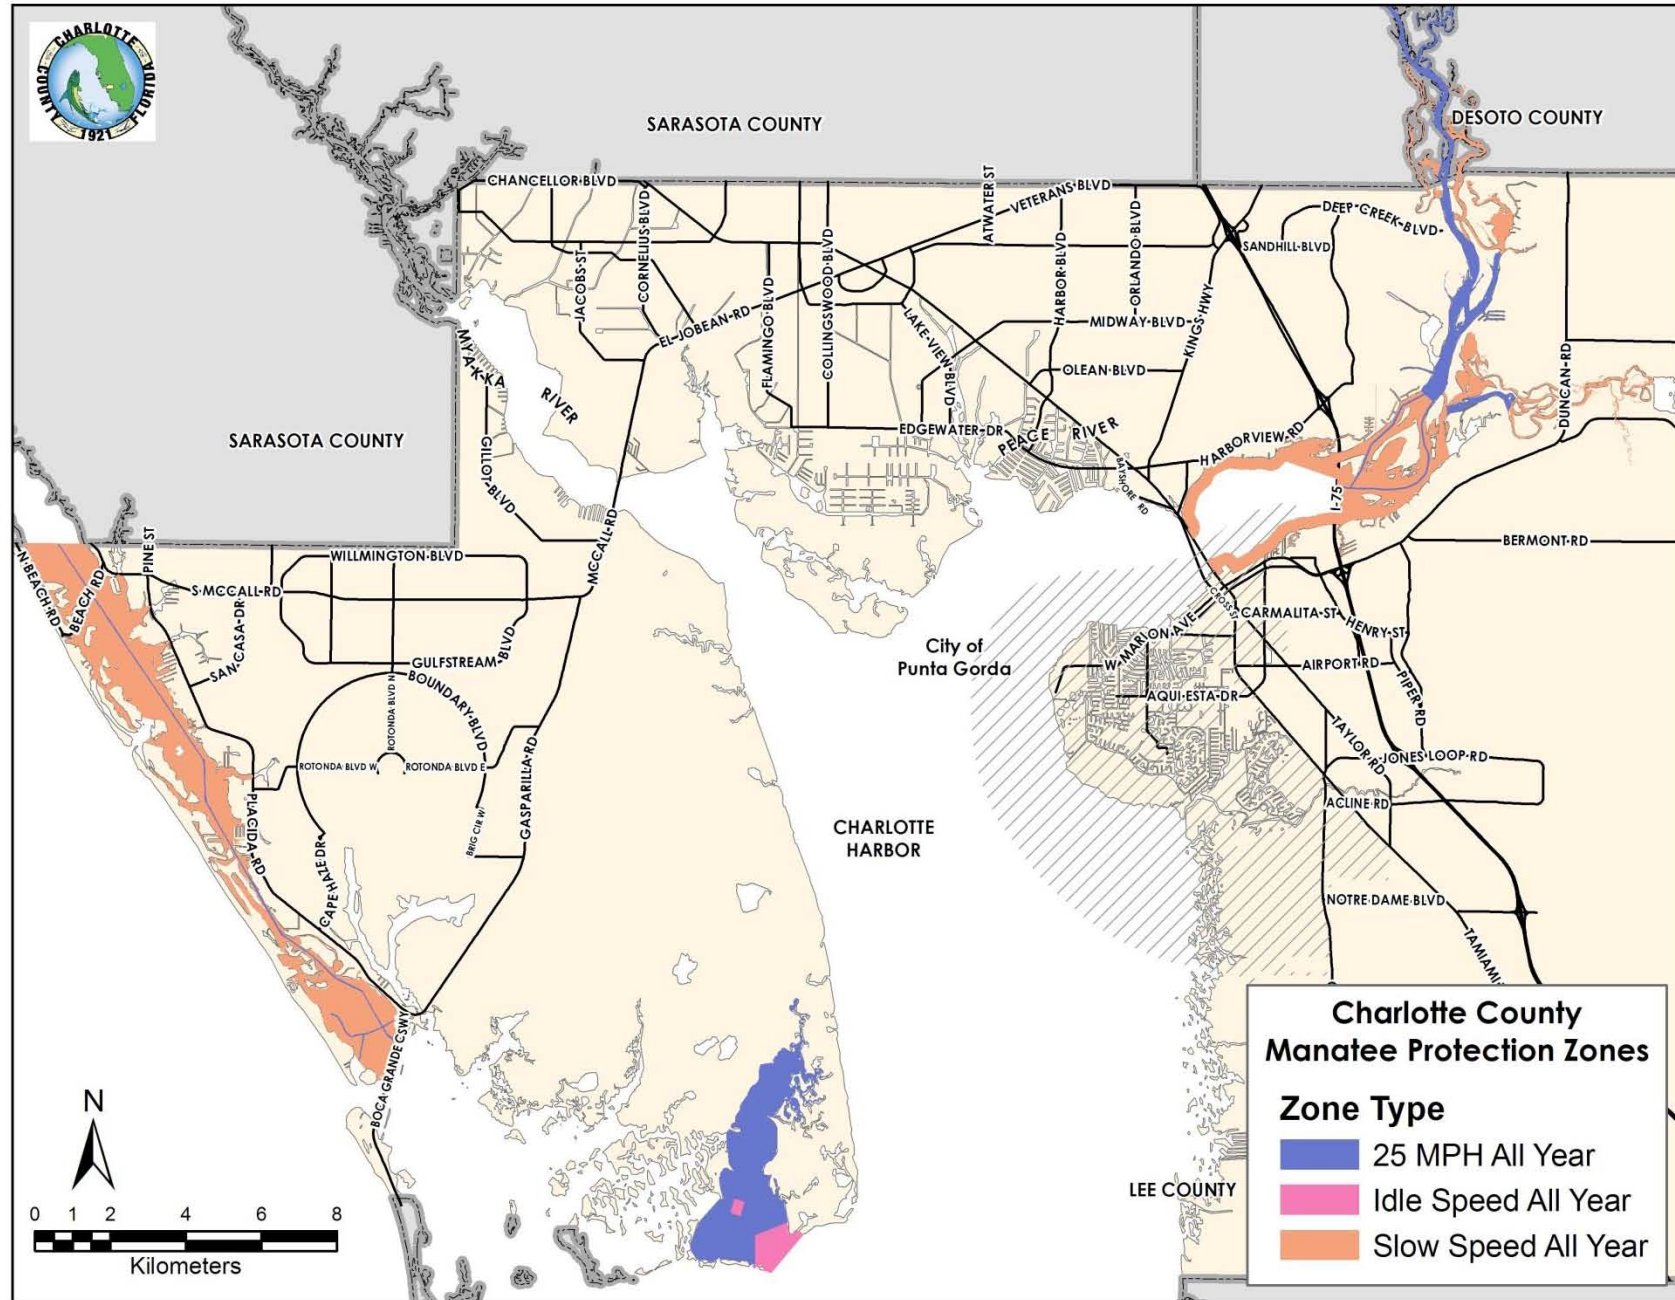 CHARLOTTE
COUNTY
FLORIDA
1921
SARASOTA COUNTY
DESOTO COUNTY
CHANCELLOR BLVD
ATWATER ST
VETERANS BLVD
DEEP CREEK BLVD
SANDHILL BLVD
JACOBS ST
CORNELIUS BLVD
FLAMINGO BLVD
COLLINGSWOOD BLVD
HARBOR BLVD
ORLANDO BLVD
KINGS HWY
EL JOBEAN RD
LAKE VIEW BLVD
MIDWAY BLVD
OLEAN BLVD
DUNCAN RD
MYAKKA
RIVER
SARASOTA COUNTY
GILLOT BLVD
EDGEWATER DR
PEACE RIVER
BAYSHORE RD
HARBORVIEW RD
I-75
MCCALL RD
BERMONT RD
N BEACH RD
BEACH RD
PINE ST
WILLMINGTON BLVD
S MCCALL RD
SAN CASA DR
GULFSTREAM BLVD
BOUNDARY BLVD
ROTONDA BLVD N
ROTONDA BLVD W
ROTONDA BLVD E
PLACIDA RD
CAPE HAZE DR
BRIG CIR W
GASPARILLA RD
City of
Punta Gorda
CROSS ST
CARMALITA ST
HENRY ST
W MARION AVE
AIRPORT RD
AQUI ESTA DR
PIPER RD
TAYLOR RD
JONES LOOP RD
ACLINE RD
CHARLOTTE
HARBOR
NOTRE DAME BLVD
TAMIAMI
BOCA GRANDE CSWY
LEE COUNTY
N
0 1 2 4 6 8
Kilometers
Charlotte County
Manatee Protection Zones
Zone Type
25 MPH All Year
Idle Speed All Year
Slow Speed All Year